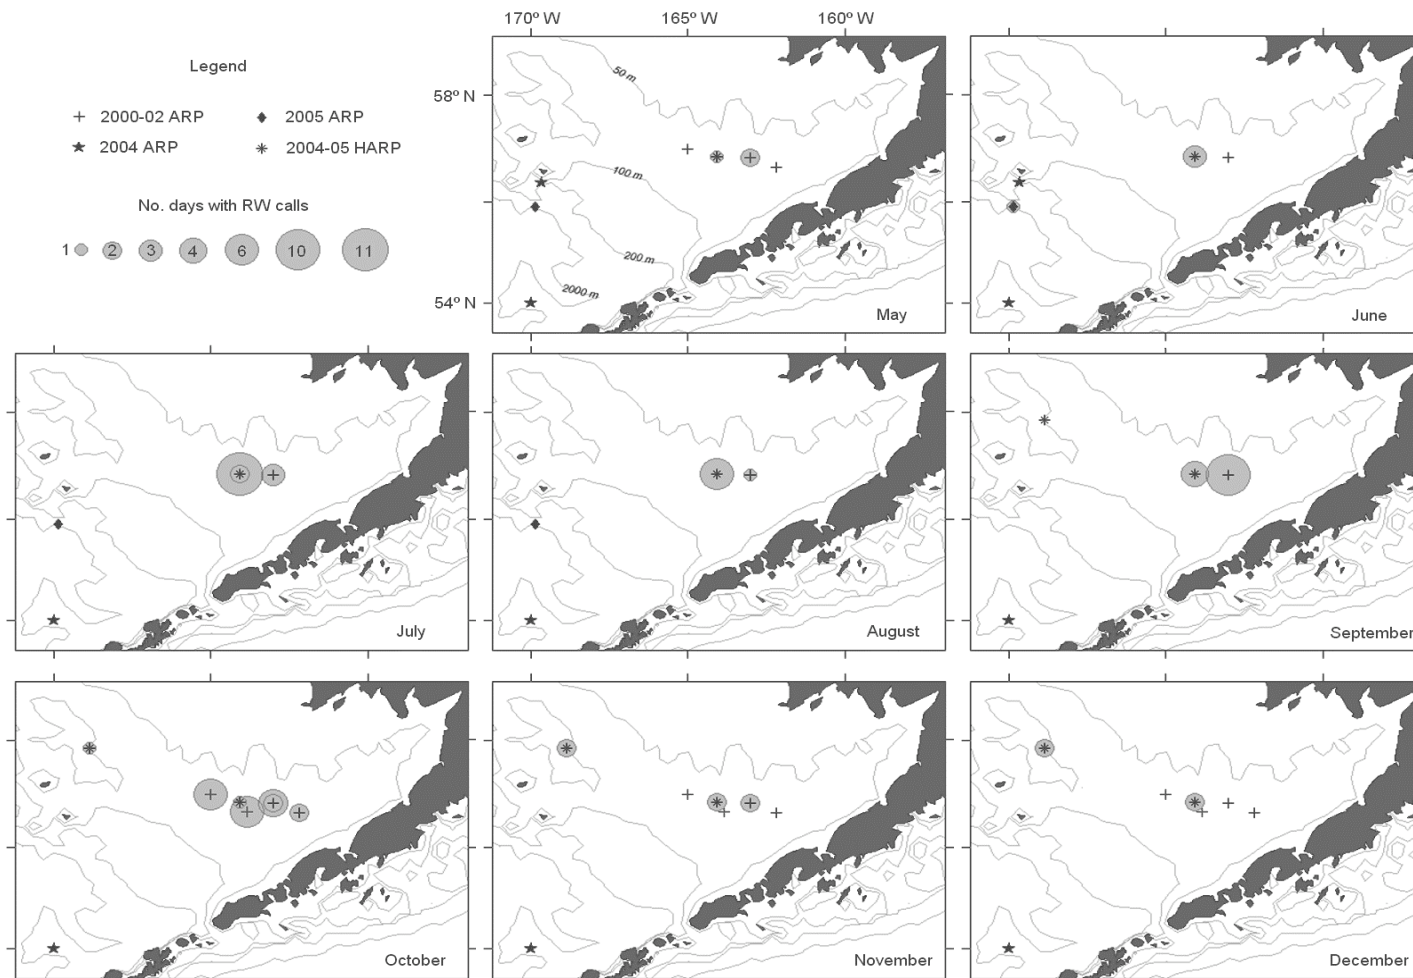 170º W 165º W 160º W
Legend
50 m
58º N
2000-02 ARP 2005 ARP
2004 ARP 2004-05 HARP
100 m
No. days with RW calls
1 2 3 4 6 10 11
200 m
2000 m
54º N
May June
July August September
October November December